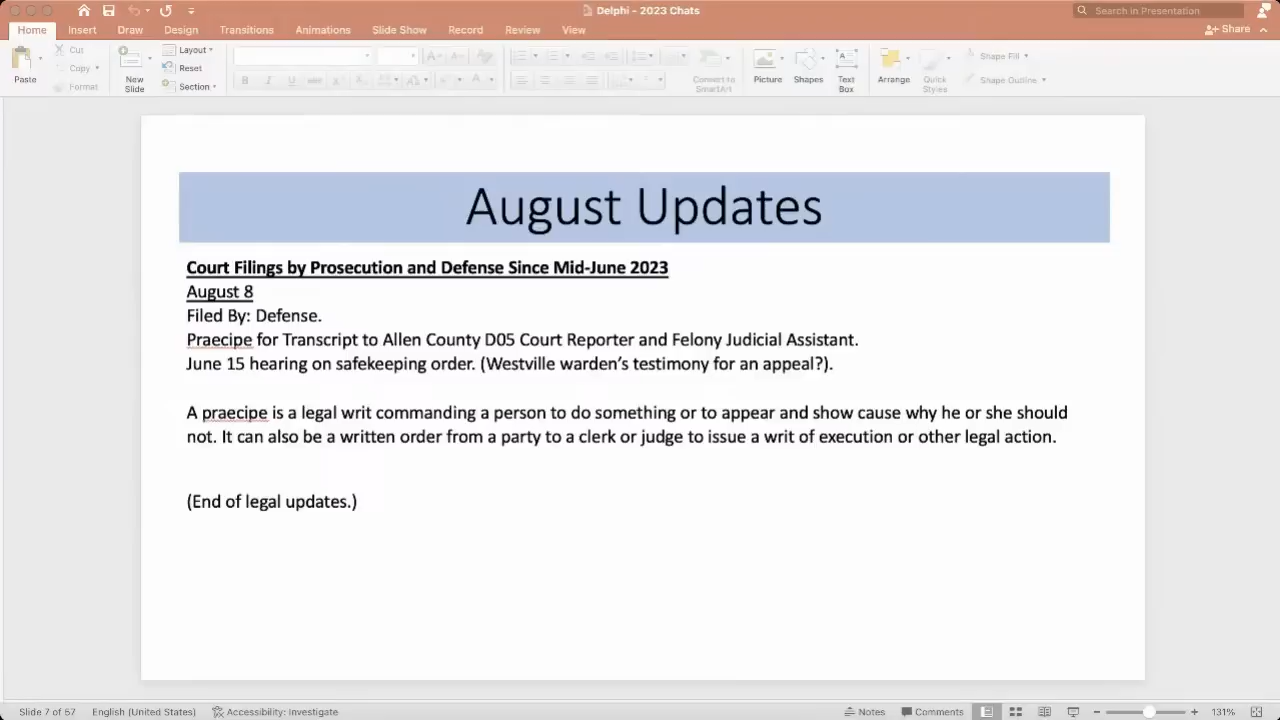 Delphi - 2023 Chats
Search in Presentation
Home Insert Draw Design Transitions Animations Slide Show Record Review View
Share
Paste
Cut
Copy
Format
New Slide
Layout
Reset
Section
Convert to SmartArt
Picture
Shapes
Text Box
Arrange
Quick Styles
Shape Fill
Shape Outline
August Updates
Court Filings by Prosecution and Defense Since Mid-June 2023
August 8
Filed By: Defense.
Praecipe for Transcript to Allen County D05 Court Reporter and Felony Judicial Assistant.
June 15 hearing on safekeeping order. (Westville warden’s testimony for an appeal?).
A praecipe is a legal writ commanding a person to do something or to appear and show cause why he or she should
not. It can also be a written order from a party to a clerk or judge to issue a writ of execution or other legal action.
(End of legal updates.)
Slide 7 of 57 English (United States) Accessibility: Investigate Notes Comments 131%